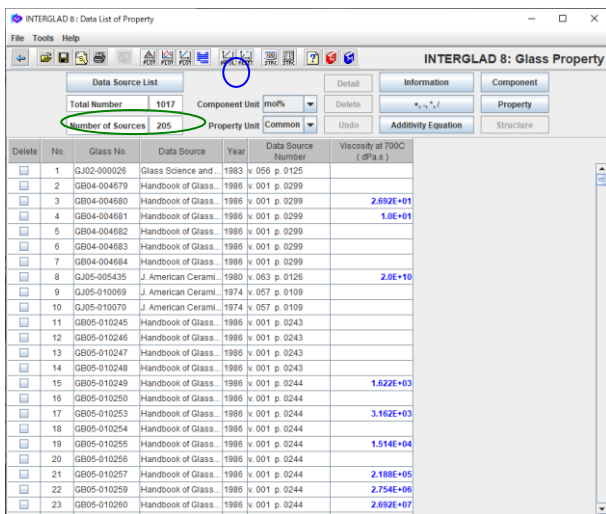 INTERGLAD 8: Data List of Property
File Tools Help
INTERGLAD 8: Glass Property
Data Source List Detail Information Component
Total Number 1017 Component Unit mol% Delete +, -, *, / Property
Number of Sources 205 Property Unit Common Undo Additivity Equation Structure
Delete No. Glass No. Data Source Year Data Source Number Viscosity at 700C ( dPa.s )
1 GJ02-000026 Glass Science and ... 1983 v. 056 p. 0125
2 GB04-004679 Handbook of Glass... 1986 v. 001 p. 0299
3 GB04-004680 Handbook of Glass... 1986 v. 001 p. 0299 2.692E+01
4 GB04-004681 Handbook of Glass... 1986 v. 001 p. 0299 1.0E+01
5 GB04-004682 Handbook of Glass... 1986 v. 001 p. 0299
6 GB04-004683 Handbook of Glass... 1986 v. 001 p. 0299
7 GB04-004684 Handbook of Glass... 1986 v. 001 p. 0299
8 GJ05-005435 J. American Cerami... 1980 v. 063 p. 0126 2.0E+10
9 GJ05-010069 J. American Cerami... 1974 v. 057 p. 0109
10 GJ05-010070 J. American Cerami... 1974 v. 057 p. 0109
11 GB05-010245 Handbook of Glass... 1986 v. 001 p. 0243
12 GB05-010246 Handbook of Glass... 1986 v. 001 p. 0243
13 GB05-010247 Handbook of Glass... 1986 v. 001 p. 0243
14 GB05-010248 Handbook of Glass... 1986 v. 001 p. 0243
15 GB05-010249 Handbook of Glass... 1986 v. 001 p. 0244 1.622E+03
16 GB05-010250 Handbook of Glass... 1986 v. 001 p. 0244
17 GB05-010253 Handbook of Glass... 1986 v. 001 p. 0244 3.162E+03
18 GB05-010254 Handbook of Glass... 1986 v. 001 p. 0244
19 GB05-010255 Handbook of Glass... 1986 v. 001 p. 0244 1.514E+04
20 GB05-010256 Handbook of Glass... 1986 v. 001 p. 0244
21 GB05-010257 Handbook of Glass... 1986 v. 001 p. 0244 2.188E+05
22 GB05-010259 Handbook of Glass... 1986 v. 001 p. 0244 2.754E+06
23 GB05-010260 Handbook of Glass... 1986 v. 001 p. 0244 2.692E+07